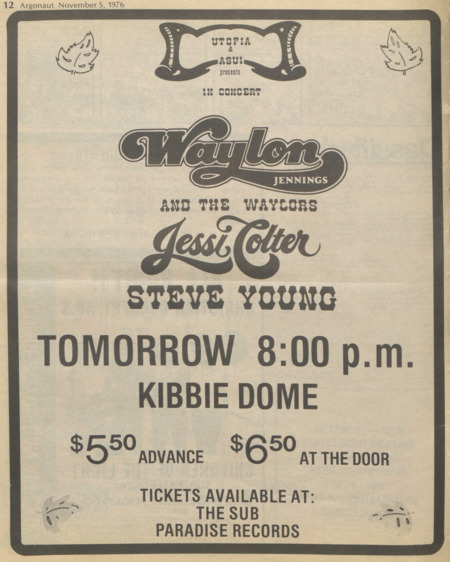 12 Argonaut November 5, 1976
UTOPIA
&
ASUI
presents
IN CONCERT
Waylon
JENNINGS
AND THE WAYLORS
Jessi Colter
STEVE YOUNG
TOMORROW 8:00 p.m.
KIBBIE DOME
$5.50 ADVANCE $6.50 AT THE DOOR
TICKETS AVAILABLE AT:
THE SUB
PARADISE RECORDS